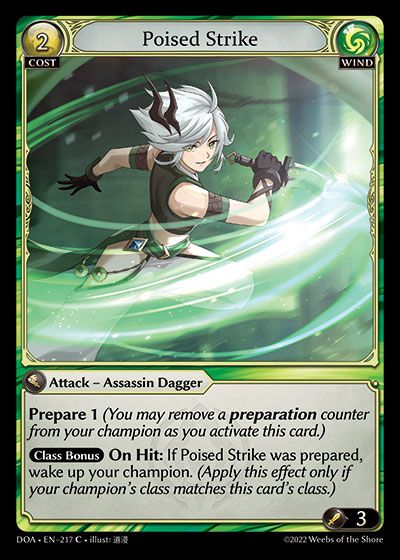 2
Poised Strike
COST
WIND
Attack – Assassin Dagger
Prepare 1 (You may remove a preparation counter
from your champion as you activate this card.)
Class Bonus On Hit: If Poised Strike was prepared,
wake up your champion. (Apply this effect only if
your champion's class matches this card's class.)
3
DOA • EN–217 C • illust: 道漫
©2022 Weebs of the Shore